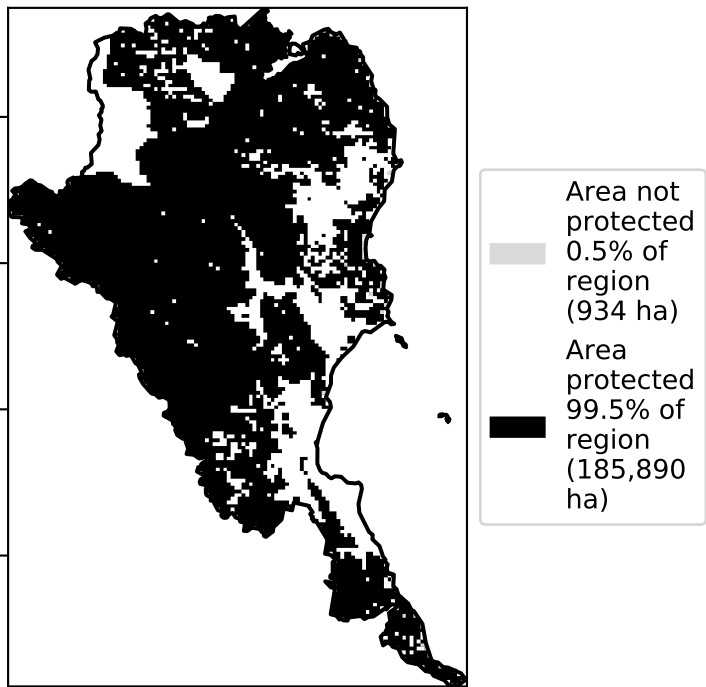 Area not
protected
0.5% of
region
(934 ha)
Area
protected
99.5% of
region
(185,890
ha)